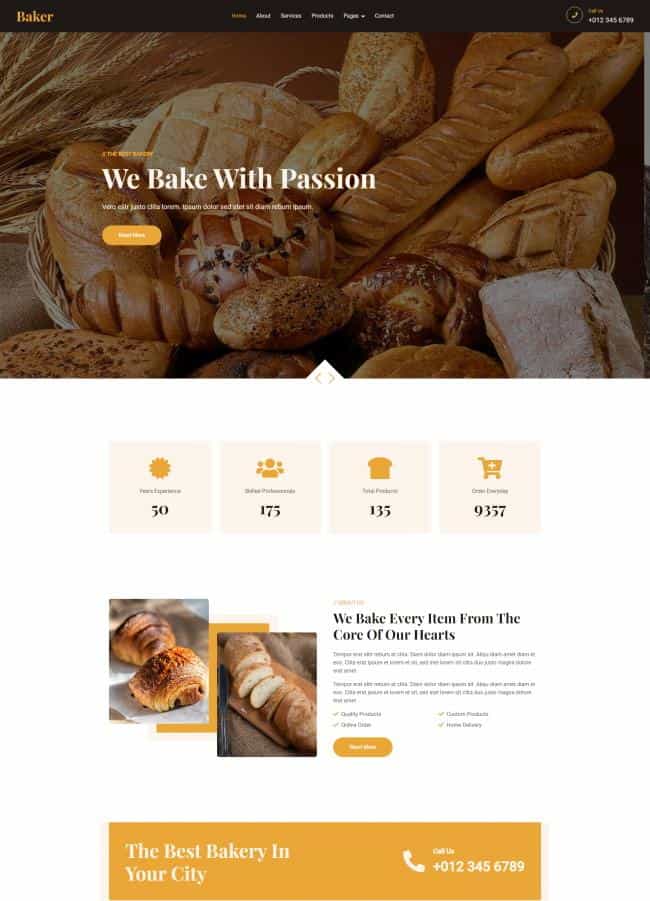 Baker
Home About Services Products Pages Contact
Call Us
+012 345 6789
// THE BEST BAKERY
We Bake With Passion
Vero elitr justo clita lorem. Ipsum dolor sed stet sit diam rebum ipsum.
Read More
Years Experience
50
Skilled Professionals
175
Total Products
135
Order Everyday
9357
// ABOUT US
We Bake Every Item From The
Core Of Our Hearts
Tempor erat elitr rebum at clita. Diam dolor diam ipsum sit. Aliqu diam amet diam et
eos. Clita erat ipsum et lorem et sit, sed stet lorem sit clita duo justo magna dolore
erat amet
Tempor erat elitr rebum at clita. Diam dolor diam ipsum sit. Aliqu diam amet diam et
eos. Clita erat ipsum et lorem et sit, sed stet lorem sit clita duo justo magna dolore
erat amet
Quality Products
Custom Products
Online Order
Home Delivery
Read More
The Best Bakery In
Your City
Call Us
+012 345 6789